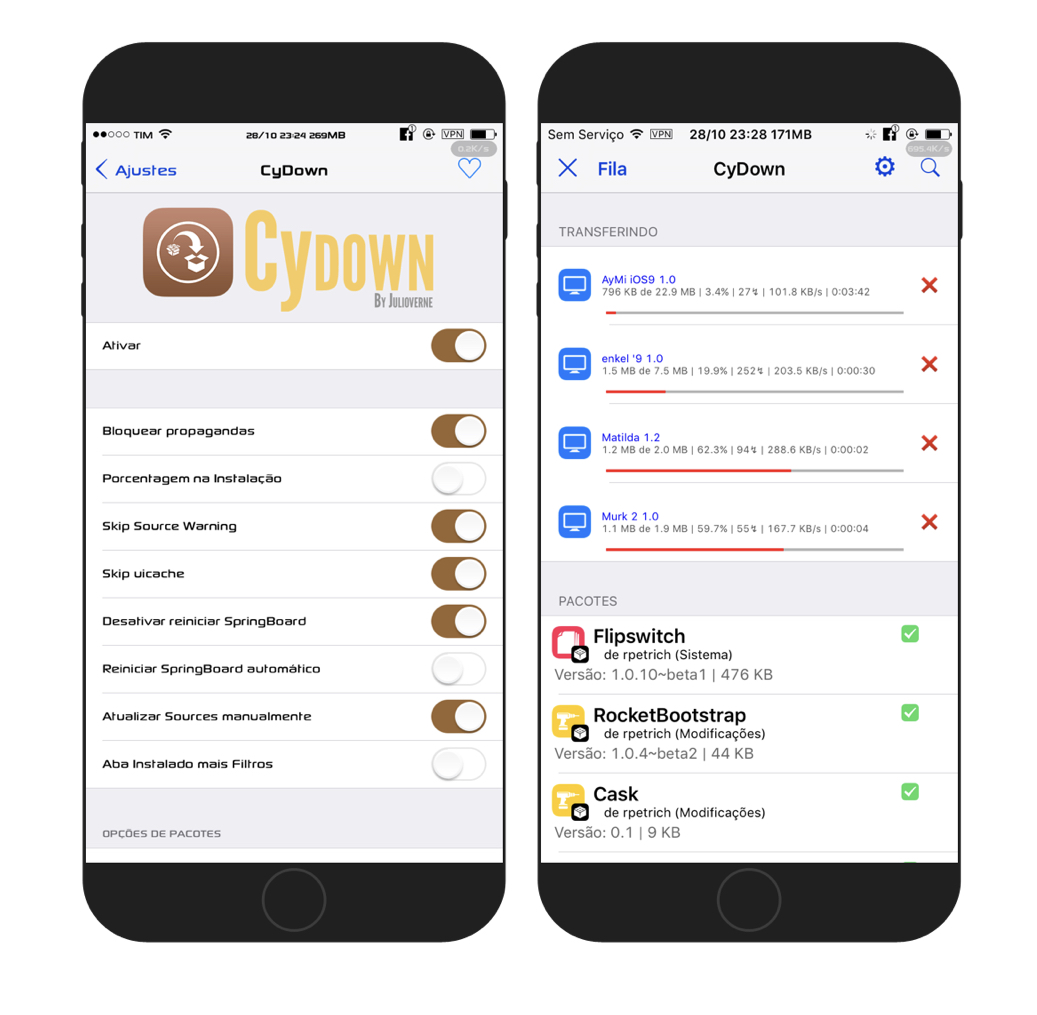 TIM 28/10 23:24 269MB 1 VPN
0.2K/s
Ajustes CyDown
CYDOWN
BY JULIOVERNE
Ativar
Bloquear propagandas
Porcentagem na Instalação
Skip Source Warning
Skip uicache
Desativar reiniciar SpringBoard
Reiniciar SpringBoard automático
Atualizar Sources manualmente
Aba Instalado mais Filtros
OPÇÕES DE PACOTES
Sem Serviço VPN 28/10 23:28 171MB 1
695.4K/s
Fila CyDown
TRANSFERINDO
AyMi iOS9 1.0
796 KB de 22.9 MB | 3.4% | 27↯ | 101.8 KB/s | 0:03:42
enkel '9 1.0
1.5 MB de 7.5 MB | 19.9% | 252↯ | 203.5 KB/s | 0:00:30
Matilda 1.2
1.2 MB de 2.0 MB | 62.3% | 94↯ | 288.6 KB/s | 0:00:02
Murk 2 1.0
1.1 MB de 1.9 MB | 59.7% | 55↯ | 167.7 KB/s | 0:00:04
PACOTES
Flipswitch
de rpetrich (Sistema)
Versão: 1.0.10~beta1 | 476 KB
RocketBootstrap
de rpetrich (Modificações)
Versão: 1.0.4~beta2 | 44 KB
Cask
de rpetrich (Modificações)
Versão: 0.1 | 9 KB